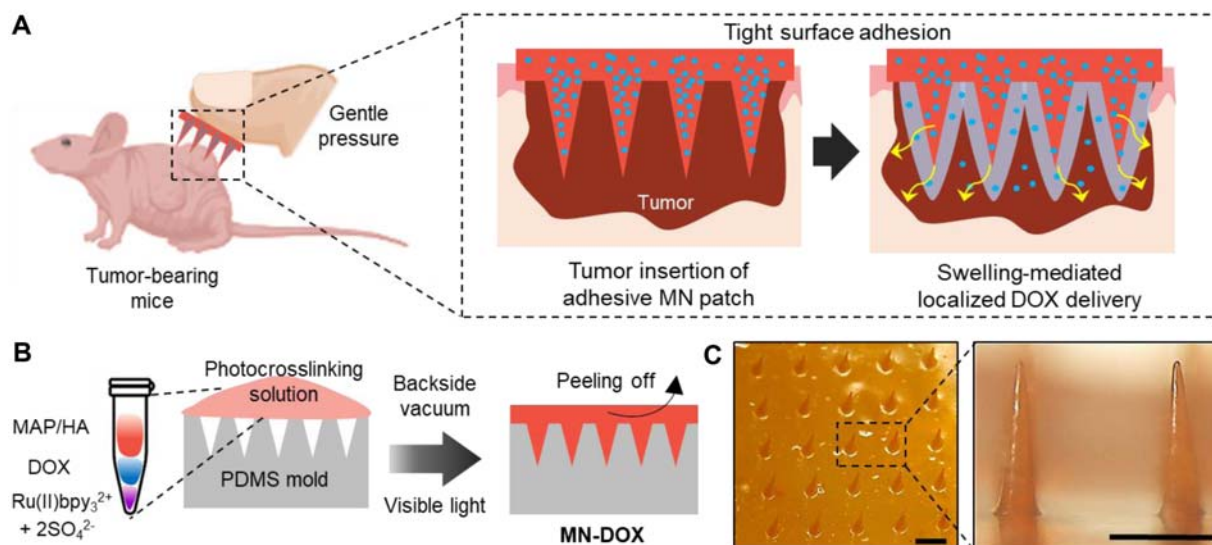 A
Gentle
pressure
Tumor-bearing
mice
Tight surface adhesion
Tumor
Tumor insertion of
adhesive MN patch
Swelling-mediated
localized DOX delivery
B
MAP/HA
DOX
Ru(II)bpy₃²⁺
+ 2SO₄²⁻
Photocrosslinking
solution
PDMS mold
Backside
vacuum
Visible light
Peeling off
MN-DOX
C